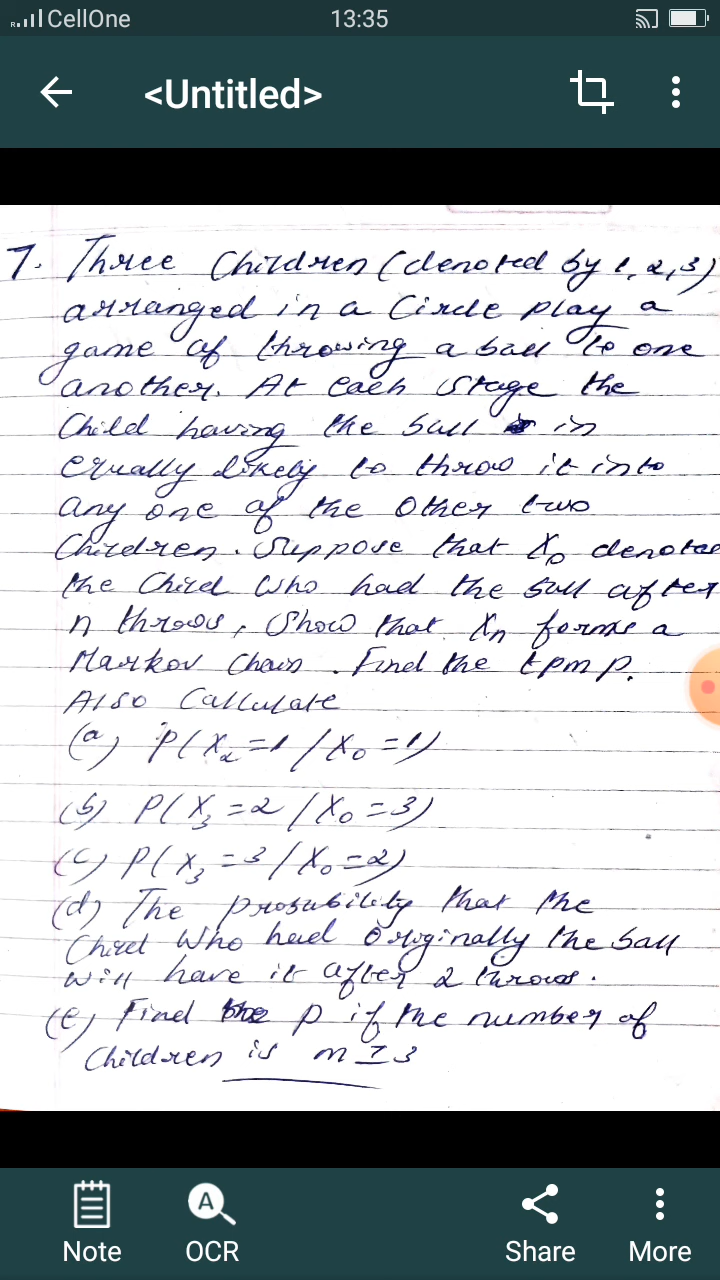 CellOne 13:35
<Untitled>
7. Three Children (denoted by 1, 2, 3)
arranged in a Circle play a
game of throwing a ball to one
another. At each stage the
Child having the ball in
equally likely to throw it into
any one of the other two
Children. Suppose that X₀ denotes
the Child who had the ball after
n throws, Show that Xn forms a
Markov Chain. Find the tpm P.
Also Calculate
(a) P(X₂=1 / X₀=1)
(b) P(X₃=2 / X₀=3)
(c) P(X₃=3 / X₀=2)
(d) The probability that the
Child Who had originally the ball
will have it after 2 throws.
(e) Find the P if the number of
Children is m I 3
Note OCR Share More